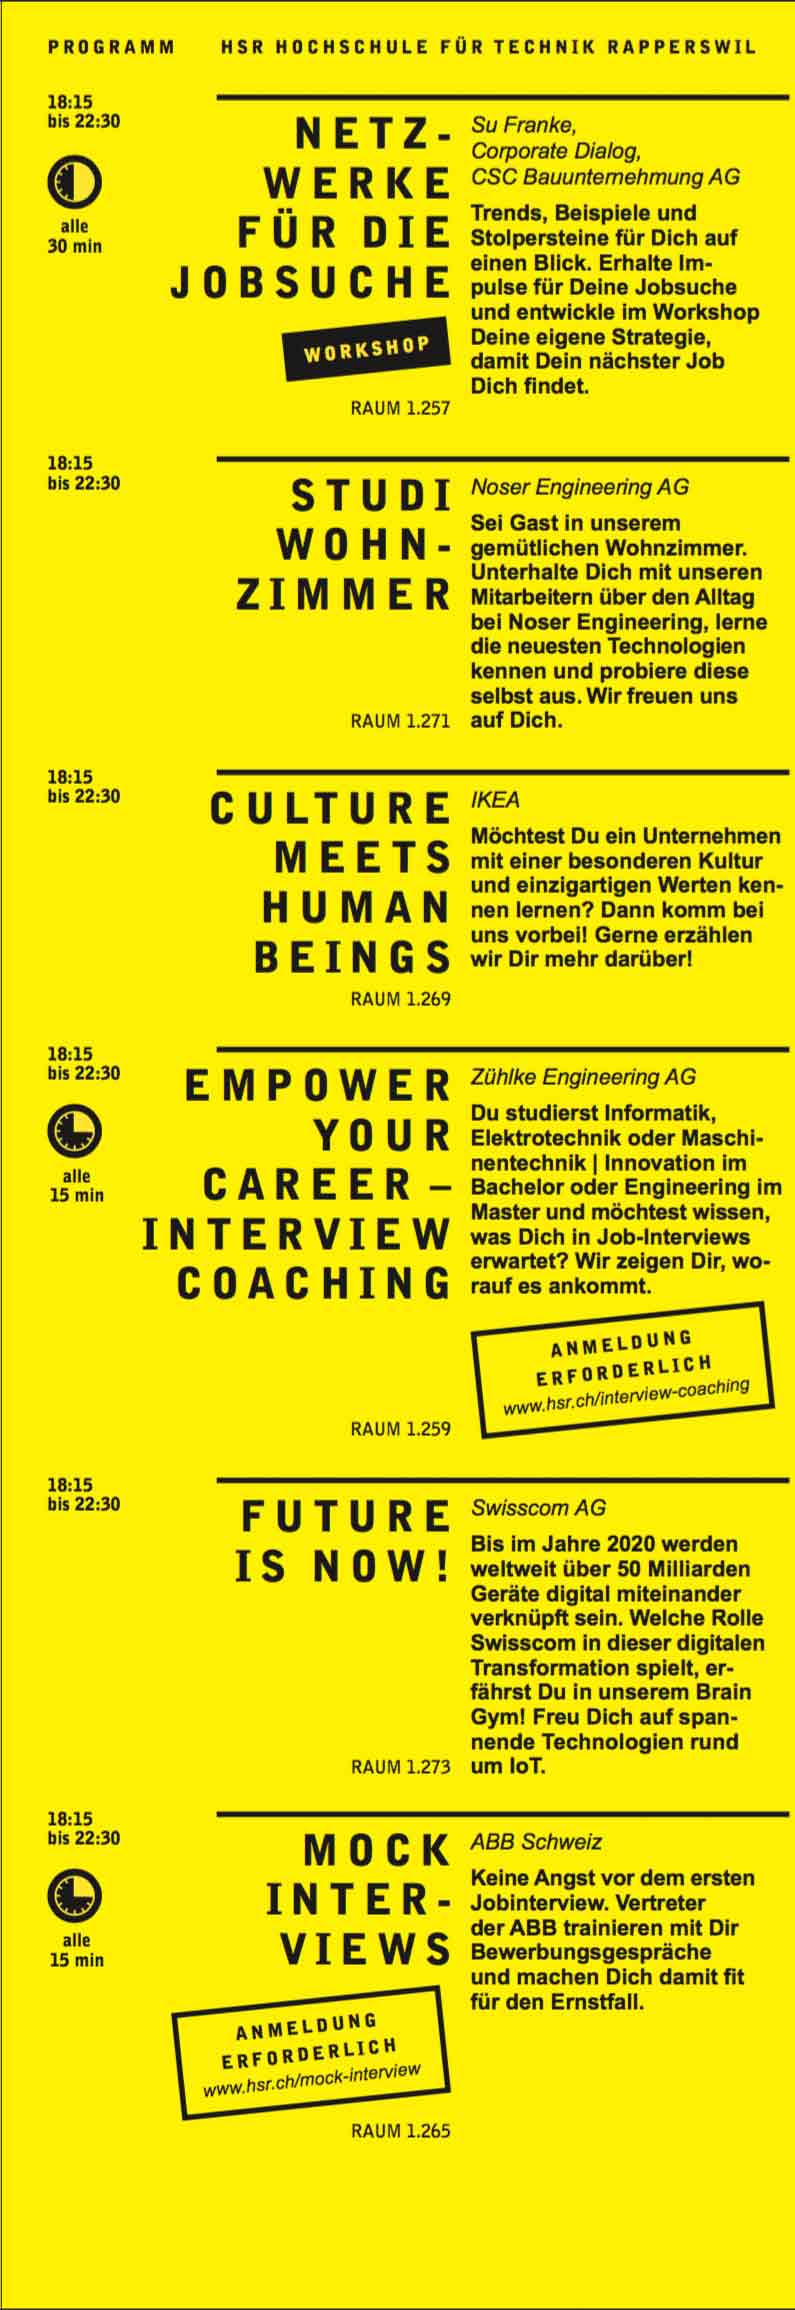 PROGRAMM HSR HOCHSCHULE FÜR TECHNIK RAPPERSWIL
18:15
bis 22:30
alle
30 min
NETZ-
WERKE
FÜR DIE
JOBSUCHE
WORKSHOP
RAUM 1.257
Su Franke,
Corporate Dialog,
CSC Bauunternehmung AG
Trends, Beispiele und
Stolpersteine für Dich auf
einen Blick. Erhalte Im-
pulse für Deine Jobsuche
und entwickle im Workshop
Deine eigene Strategie,
damit Dein nächster Job
Dich findet.
18:15
bis 22:30
STUDI
WOHN-
ZIMMER
RAUM 1.271
Noser Engineering AG
Sei Gast in unserem
gemütlichen Wohnzimmer.
Unterhalte Dich mit unseren
Mitarbeitern über den Alltag
bei Noser Engineering, lerne
die neuesten Technologien
kennen und probiere diese
selbst aus. Wir freuen uns
auf Dich.
18:15
bis 22:30
CULTURE
MEETS
HUMAN
BEINGS
RAUM 1.269
IKEA
Möchtest Du ein Unternehmen
mit einer besonderen Kultur
und einzigartigen Werten ken-
nen lernen? Dann komm bei
uns vorbei! Gerne erzählen
wir Dir mehr darüber!
18:15
bis 22:30
alle
15 min
EMPOWER
YOUR
CAREER –
INTERVIEW
COACHING
RAUM 1.259
Zühlke Engineering AG
Du studierst Informatik,
Elektrotechnik oder Maschi-
nentechnik | Innovation im
Bachelor oder Engineering im
Master und möchtest wissen,
was Dich in Job-Interviews
erwartet? Wir zeigen Dir, wo-
rauf es ankommt.
ANMELDUNG
ERFORDERLICH
www.hsr.ch/interview-coaching
18:15
bis 22:30
FUTURE
IS NOW!
RAUM 1.273
Swisscom AG
Bis im Jahre 2020 werden
weltweit über 50 Milliarden
Geräte digital miteinander
verknüpft sein. Welche Rolle
Swisscom in dieser digitalen
Transformation spielt, er-
fährst Du in unserem Brain
Gym! Freu Dich auf span-
nende Technologien rund
um IoT.
18:15
bis 22:30
alle
15 min
MOCK
INTER-
VIEWS
ANMELDUNG
ERFORDERLICH
www.hsr.ch/mock-interview
RAUM 1.265
ABB Schweiz
Keine Angst vor dem ersten
Jobinterview. Vertreter
der ABB trainieren mit Dir
Bewerbungsgespräche
und machen Dich damit fit
für den Ernstfall.